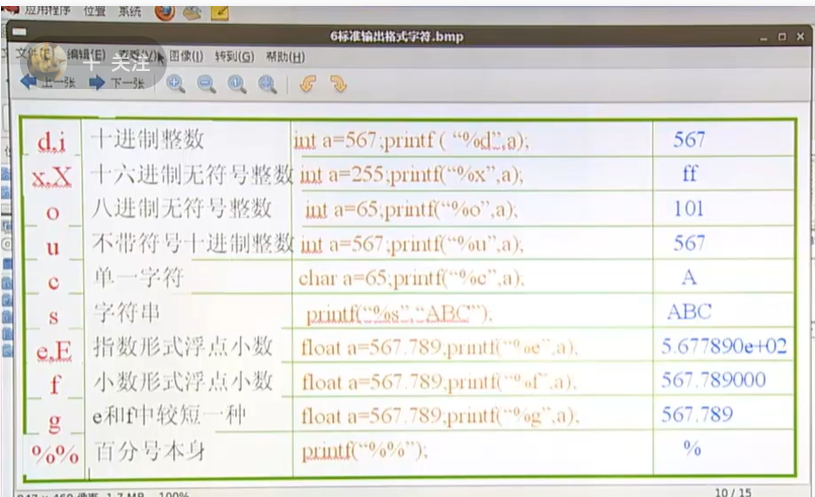 应用程序 位置 系统
6标准输出格式字符.bmp
编辑(E) 图像(I) 转到(G) 帮助(H)
+ 关注
上一张 下一张
d,i 十进制整数 int a=567;printf ( “%d”,a); 567
x,X 十六进制无符号整数 int a=255;printf(“%x”,a); ff
o 八进制无符号整数 int a=65;printf(“%o”,a); 101
u 不带符号十进制整数 int a=567;printf(“%u”,a); 567
c 单一字符 char a=65;printf(“%c”,a); A
s 字符串 printf(“%s”,“ABC”); ABC
e,E 指数形式浮点小数 float a=567.789;printf(“%e”,a); 5.677890e+02
f 小数形式浮点小数 float a=567.789;printf(“%f”,a); 567.789000
g e和f中较短一种 float a=567.789;printf(“%g”,a); 567.789
%% 百分号本身 printf(“%%”); %
10 / 15